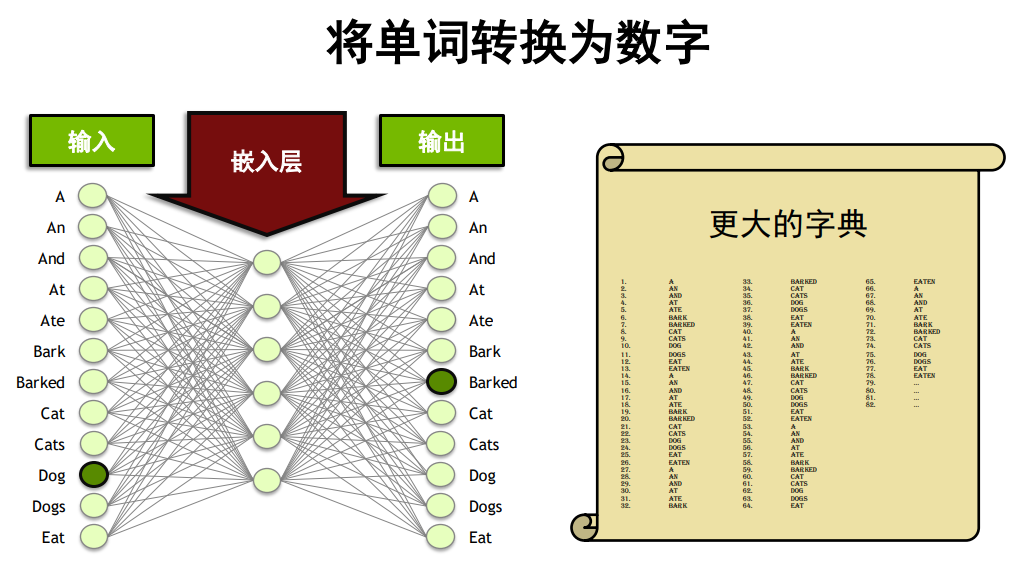 将单词转换为数字
输入
嵌入层
输出
A
An
And
At
Ate
Bark
Barked
Cat
Cats
Dog
Dogs
Eat
A
An
And
At
Ate
Bark
Barked
Cat
Cats
Dog
Dogs
Eat
更大的字典
1. A
2. AN
3. AND
4. AT
5. ATE
6. BARK
7. BARKED
8. CAT
9. CATS
10. DOG
11. DOGS
12. EAT
13. EATEN
14. A
15. AN
16. AND
17. AT
18. ATE
19. BARK
20. BARKED
21. CAT
22. CATS
23. DOG
24. DOGS
25. EAT
26. EATEN
27. A
28. AN
29. AND
30. AT
31. ATE
32. BARK
33. BARKED
34. CAT
35. CATS
36. DOG
37. DOGS
38. EAT
39. EATEN
40. A
41. AN
42. AND
43. AT
44. ATE
45. BARK
46. BARKED
47. CAT
48. CATS
49. DOG
50. DOGS
51. EAT
52. EATEN
53. A
54. AN
55. AND
56. AT
57. ATE
58. BARK
59. BARKED
60. CAT
61. CATS
62. DOG
63. DOGS
64. EAT
65. EATEN
66. A
67. AN
68. AND
69. AT
70. ATE
71. BARK
72. BARKED
73. CAT
74. CATS
75. DOG
76. DOGS
77. EAT
78. EATEN
79. …
80. …
81. …
82. …